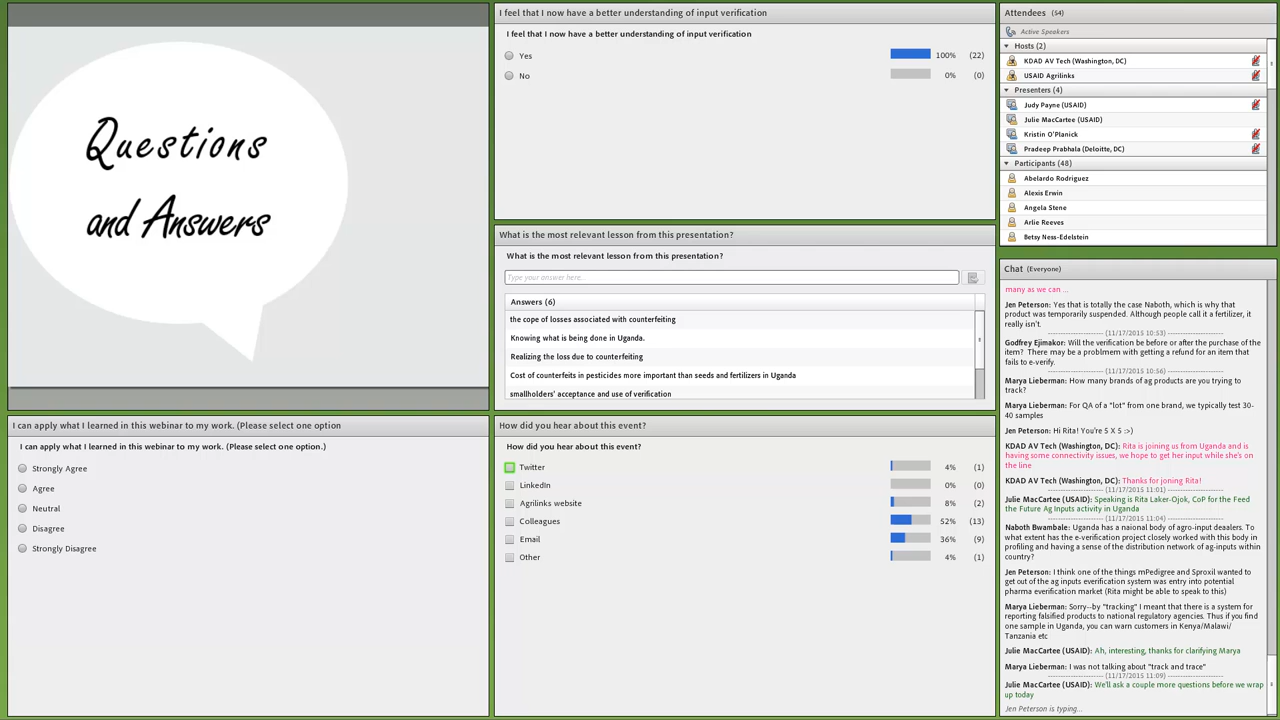 Questions
and Answers
I feel that I now have a better understanding of input verification
I feel that I now have a better understanding of input verification
Yes 100% (22)
No 0% (0)
What is the most relevant lesson from this presentation?
What is the most relevant lesson from this presentation?
Type your answer here...
Answers (6)
the cope of losses associated with counterfeiting
Knowing what is being done in Uganda.
Realizing the loss due to counterfeiting
Cost of counterfeits in pesticides more important than seeds and fertilizers in Uganda
smallholders' acceptance and use of verification
I can apply what I learned in this webinar to my work. (Please select one option
I can apply what I learned in this webinar to my work. (Please select one option.)
Strongly Agree
Agree
Neutral
Disagree
Strongly Disagree
How did you hear about this event?
How did you hear about this event?
Twitter 4% (1)
LinkedIn 0% (0)
Agrilinks website 8% (2)
Colleagues 52% (13)
Email 36% (9)
Other 4% (1)
Attendees (54)
Active Speakers
Hosts (2)
KDAD AV Tech (Washington, DC)
USAID Agrilinks
Presenters (4)
Judy Payne (USAID)
Julie MacCartee (USAID)
Kristin O'Planick
Pradeep Prabhala (Deloitte, DC)
Participants (48)
Abelardo Rodriguez
Alexis Erwin
Angela Stene
Arlie Reeves
Betsy Ness-Edelstein
Chat (Everyone)
many as we can ...
Jen Peterson: Yes that is totally the case Naboth, which is why that
product was temporarily suspended. Although people call it a fertilizer, it
really isn't.
------------------ (11/17/2015 10:53) ------------------
Godfrey Ejimakor: Will the verification be before or after the purchase of the
item? There may be a problmem with getting a refund for an item that
fails to e-verify.
------------------ (11/17/2015 10:56) ------------------
Marya Lieberman: How many brands of ag products are you trying to
track?
Marya Lieberman: For QA of a "lot" from one brand, we typically test 30-
40 samples
Jen Peterson: Hi Rita! You're 5 X 5 :>)
KDAD AV Tech (Washington, DC): Rita is joining us from Uganda and is
having some connectivity issues, we hope to get her input while she's on
the line
KDAD AV Tech (Washington, DC): Thanks for joning Rita!
------------------ (11/17/2015 11:01) ------------------
Julie MacCartee (USAID): Speaking is Rita Laker-Ojok, CoP for the Feed
the Future Ag Inputs activity in Uganda
------------------ (11/17/2015 11:04) ------------------
Naboth Bwambale: Uganda has a naional body of agro-input dealaers. To
what extent has the e-verification project closely worked with this body in
profiling and having a sense of the distribution network of ag-inputs within
country?
Jen Peterson: I think one of the things mPedigree and Sproxil wanted to
get out of the ag inputs everification system was entry into potential
pharma everification market (Rita might be able to speak to this)
Marya Lieberman: Sorry--by "tracking" I meant that there is a system for
reporting falsified products to national regulatory agencies. Thus if you find
one sample in Uganda, you can warn customers in Kenya/Malawi/
Tanzania etc
Julie MacCartee (USAID): Ah, interesting, thanks for clarifying Marya
Marya Lieberman: I was not talking about "track and trace"
------------------ (11/17/2015 11:09) ------------------
Julie MacCartee (USAID): We'll ask a couple more questions before we wrap
up today
Jen Peterson is typing...